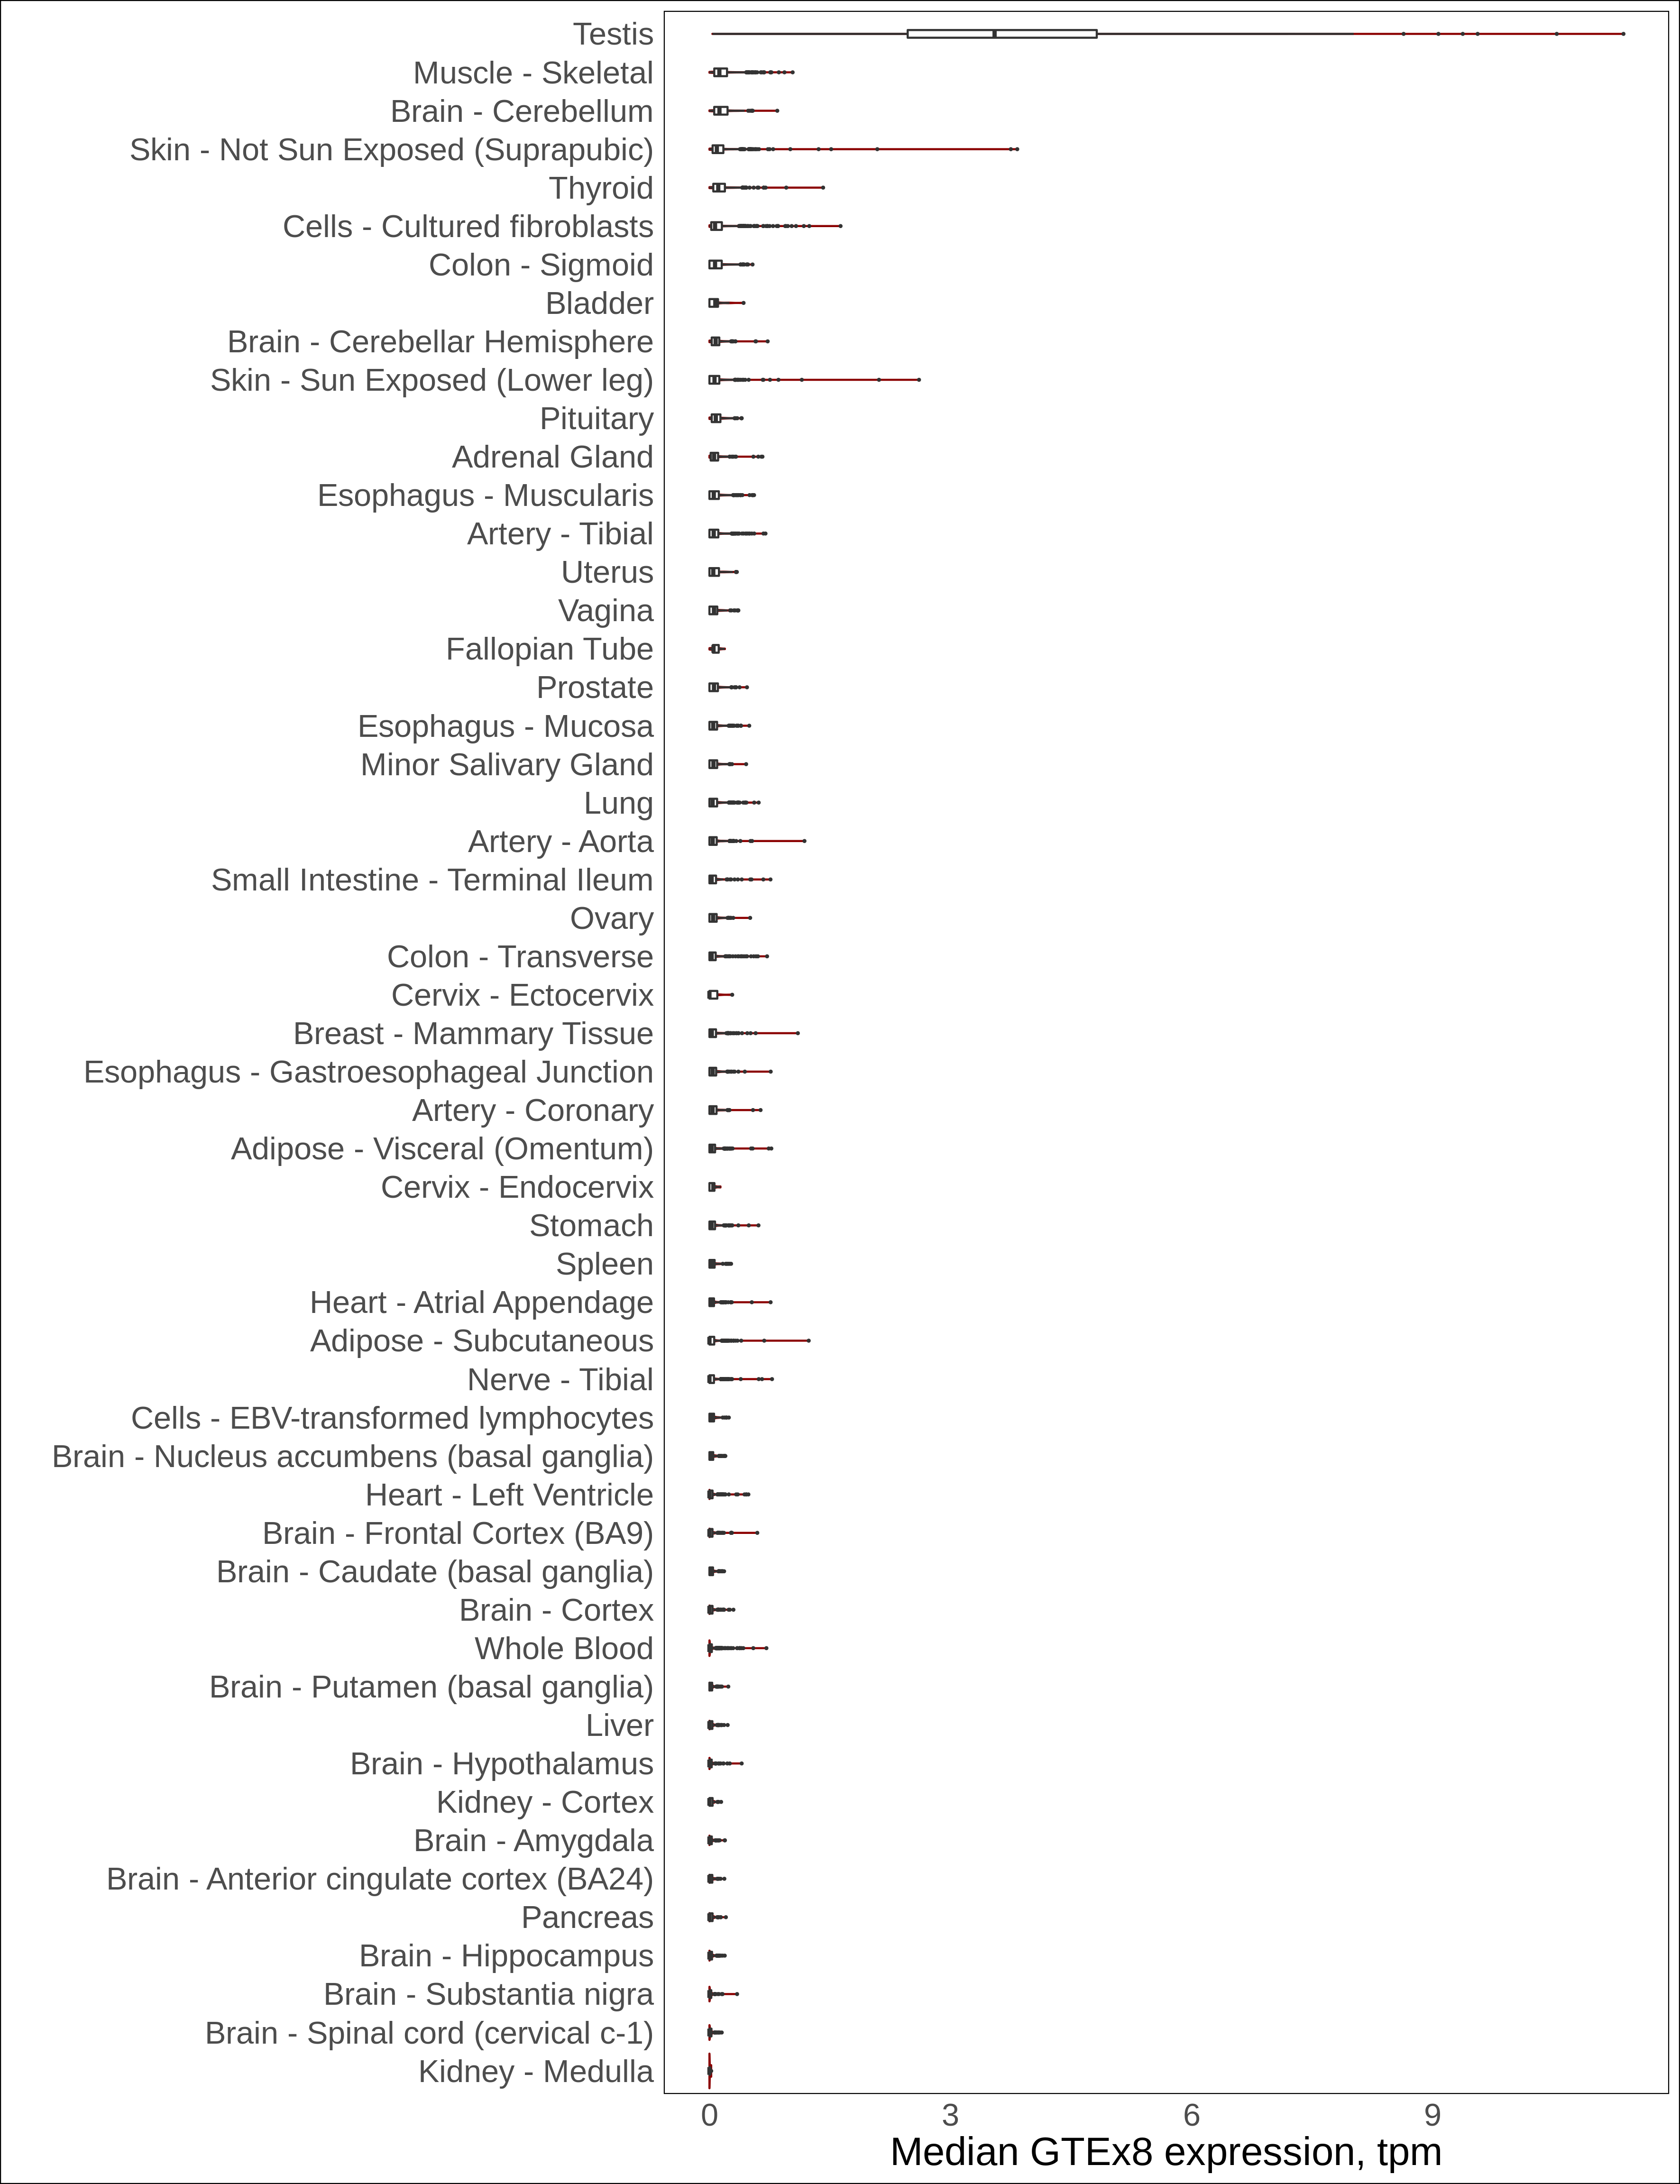 Testis
Muscle - Skeletal
Brain - Cerebellum
Skin - Not Sun Exposed (Suprapubic)
Thyroid
Cells - Cultured fibroblasts
Colon - Sigmoid
Bladder
Brain - Cerebellar Hemisphere
Skin - Sun Exposed (Lower leg)
Pituitary
Adrenal Gland
Esophagus - Muscularis
Artery - Tibial
Uterus
Vagina
Fallopian Tube
Prostate
Esophagus - Mucosa
Minor Salivary Gland
Lung
Artery - Aorta
Small Intestine - Terminal Ileum
Ovary
Colon - Transverse
Cervix - Ectocervix
Breast - Mammary Tissue
Esophagus - Gastroesophageal Junction
Artery - Coronary
Adipose - Visceral (Omentum)
Cervix - Endocervix
Stomach
Spleen
Heart - Atrial Appendage
Adipose - Subcutaneous
Nerve - Tibial
Cells - EBV-transformed lymphocytes
Brain - Nucleus accumbens (basal ganglia)
Heart - Left Ventricle
Brain - Frontal Cortex (BA9)
Brain - Caudate (basal ganglia)
Brain - Cortex
Whole Blood
Brain - Putamen (basal ganglia)
Liver
Brain - Hypothalamus
Kidney - Cortex
Brain - Amygdala
Brain - Anterior cingulate cortex (BA24)
Pancreas
Brain - Hippocampus
Brain - Substantia nigra
Brain - Spinal cord (cervical c-1)
Kidney - Medulla
0 3 6 9
Median GTEx8 expression, tpm